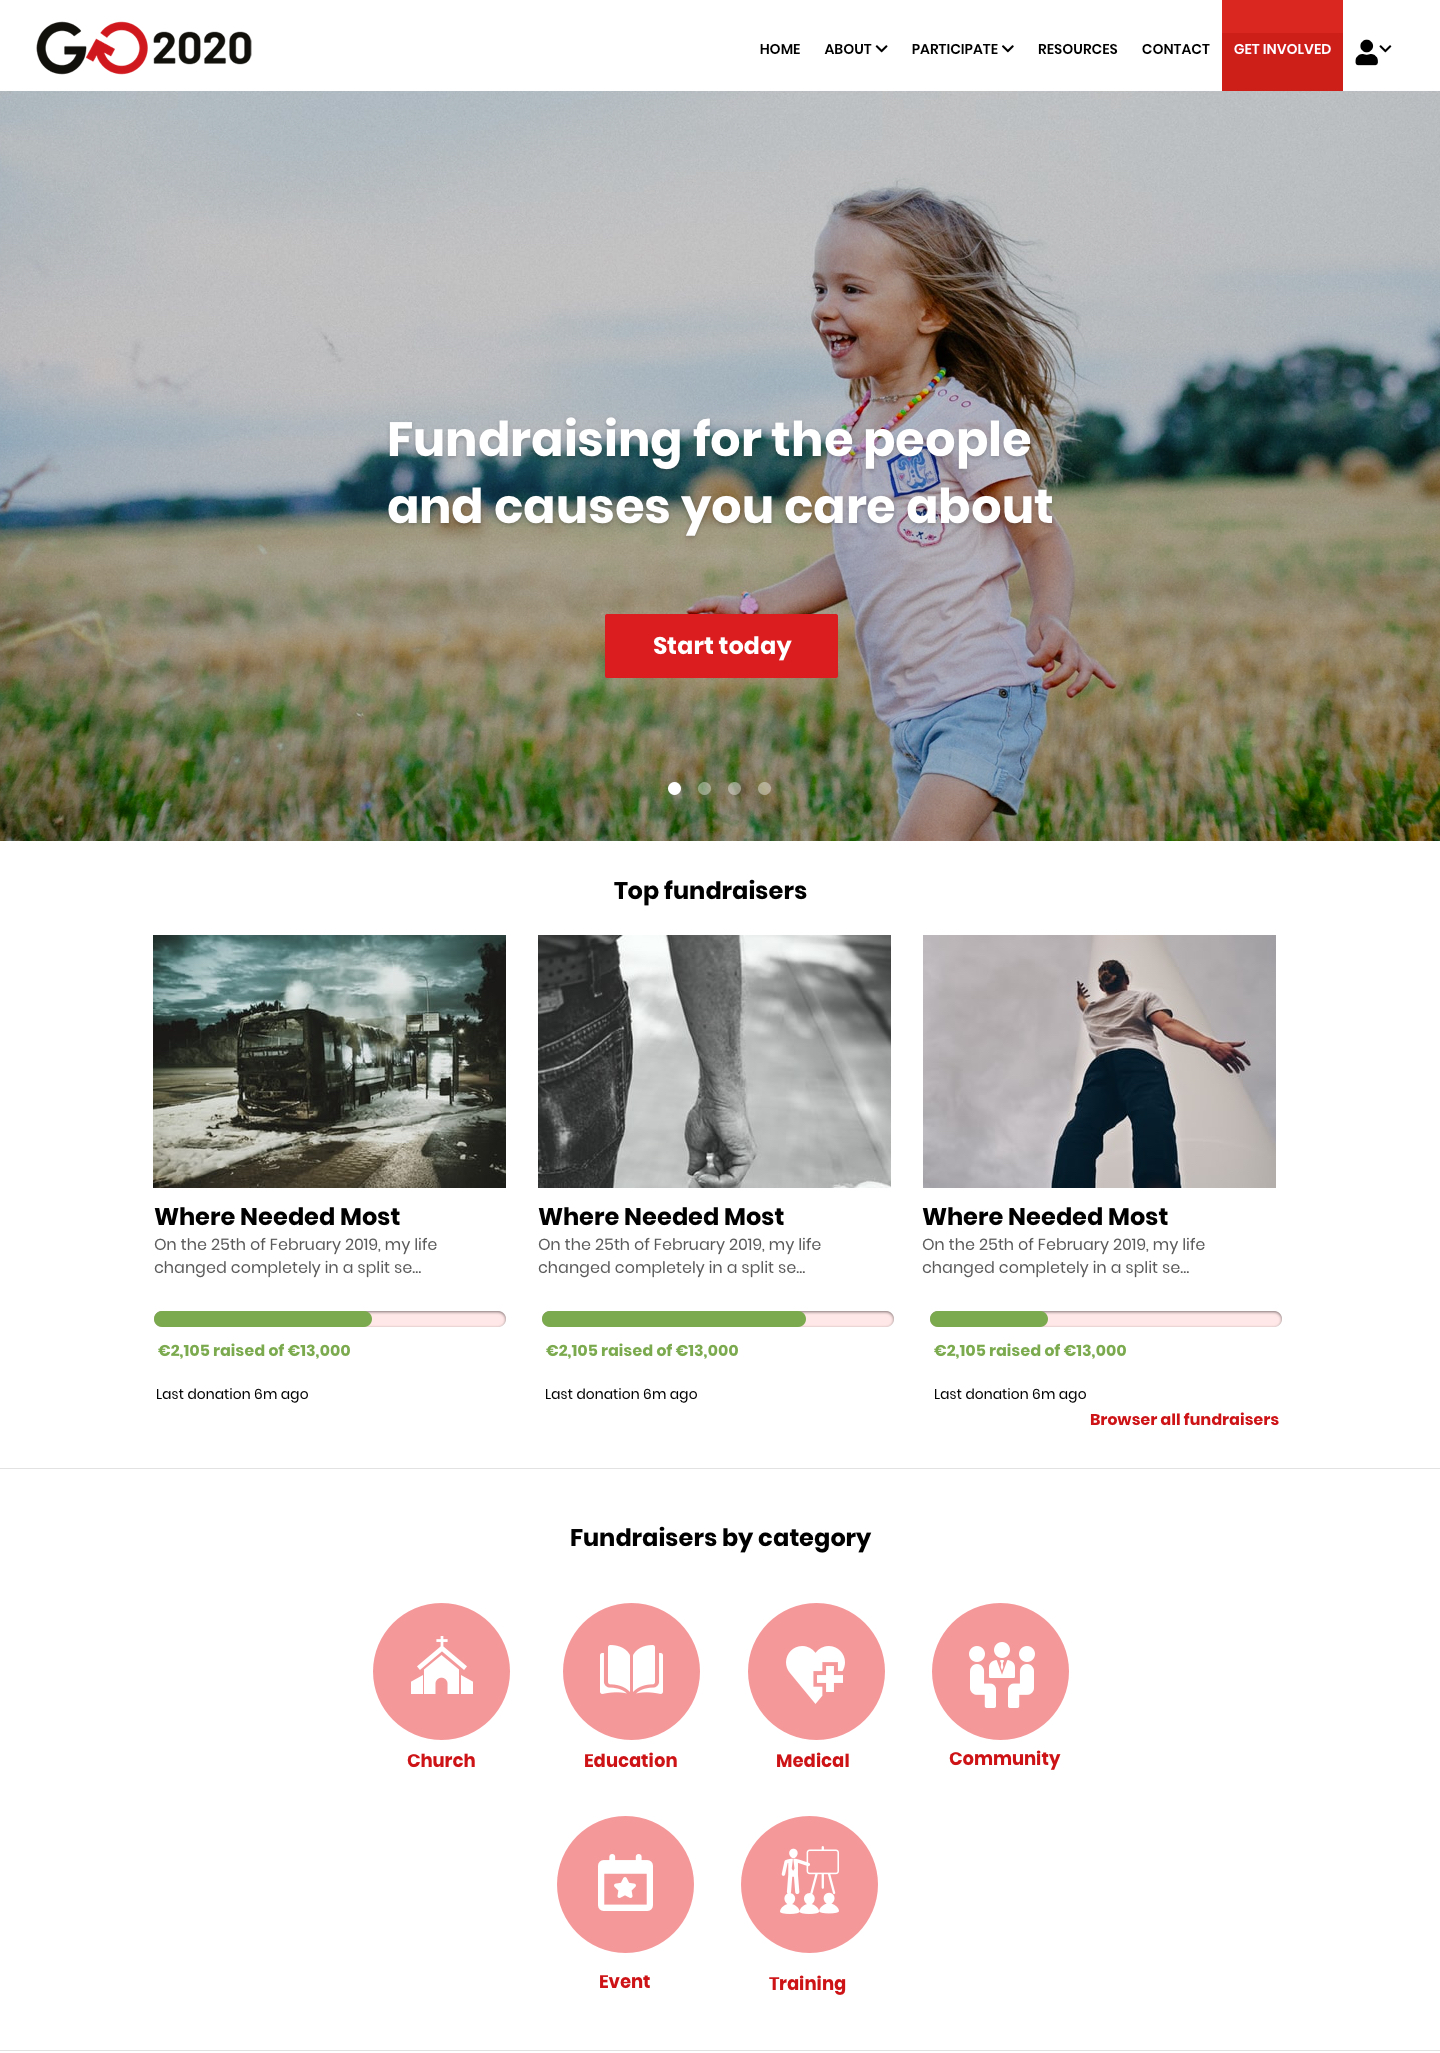 GO2020
HOME ABOUT PARTICIPATE RESOURCES CONTACT GET INVOLVED
Fundraising for the people
and causes you care about
Start today
Top fundraisers
Where Needed Most
On the 25th of February 2019, my life
changed completely in a split se...
€2,105 raised of €13,000
Last donation 6m ago
Where Needed Most
On the 25th of February 2019, my life
changed completely in a split se...
€2,105 raised of €13,000
Last donation 6m ago
Where Needed Most
On the 25th of February 2019, my life
changed completely in a split se...
€2,105 raised of €13,000
Last donation 6m ago
Browser all fundraisers
Fundraisers by category
Church
Education
Medical
Community
Event
Training